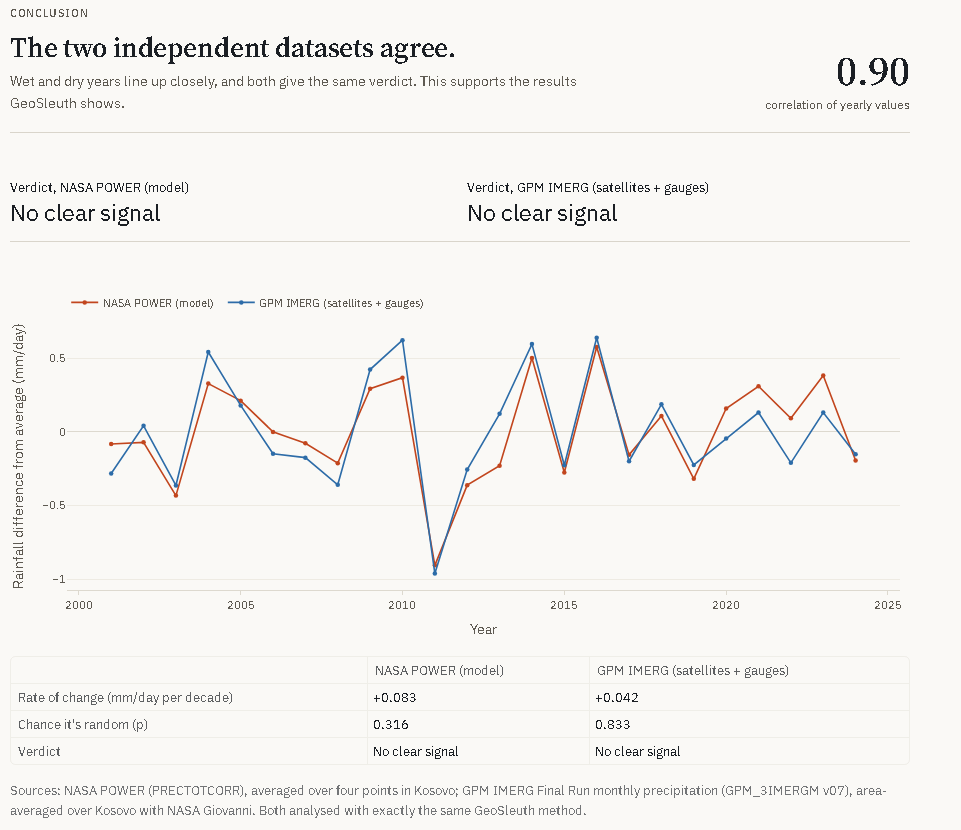 CONCLUSION
The two independent datasets agree.
Wet and dry years line up closely, and both give the same verdict. This supports the results
GeoSleuth shows.
0.90
correlation of yearly values
Verdict, NASA POWER (model)
No clear signal
Verdict, GPM IMERG (satellites + gauges)
No clear signal
NASA POWER (model)
GPM IMERG (satellites + gauges)
Rainfall difference from average (mm/day)
0.5
0
−0.5
−1
2000
2005
2010
2015
2020
2025
Year
NASA POWER (model) GPM IMERG (satellites + gauges)
Rate of change (mm/day per decade) +0.083 +0.042
Chance it's random (p) 0.316 0.833
Verdict No clear signal No clear signal
Sources: NASA POWER (PRECTOTCORR), averaged over four points in Kosovo; GPM IMERG Final Run monthly precipitation (GPM_3IMERGM v07), area-
averaged over Kosovo with NASA Giovanni. Both analysed with exactly the same GeoSleuth method.